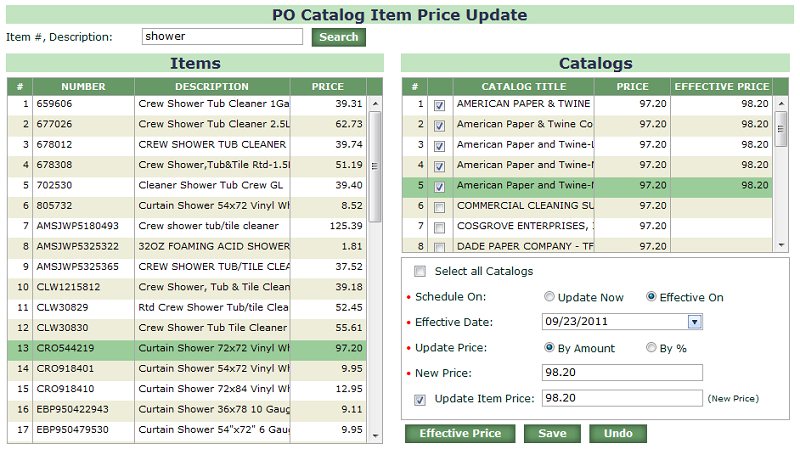 PO Catalog Item Price Update
Item #, Description: shower Search
Items
# NUMBER DESCRIPTION PRICE
1 659606 Crew Shower Tub Cleaner 1Ga 39.31
2 677026 Crew Shower Tub Cleaner 2.5L 62.73
3 678012 CREW SHOWER TUB CLEANER 39.74
4 678308 Crew Shower,Tub&Tile Rtd-1.5 51.19
5 702530 Cleaner Shower Tub Crew GL 39.40
6 805732 Curtain Shower 54x72 Vinyl Wh 8.52
7 AMSJWP5180493 Crew shower tub/tile cleaner 125.39
8 AMSJWP5325322 32OZ FOAMING ACID SHOWER 1.81
9 AMSJWP5325365 CREW SHOWER TUB/TILE CLEA 37.52
10 CLW1215812 Crew Shower, Tub & Tile Clean 39.18
11 CLW30829 Rtd Crew Shower Tub/tile Clea 52.45
12 CLW30830 Crew Shower Tub Tile Cleaner 55.61
13 CRO544219 Curtain Shower 72x72 Vinyl Wh 97.20
14 CRO918401 Curtain Shower 54x72 Vinyl Wh 9.95
15 CRO918410 Curtain Shower 72x84 Vinyl Wh 12.95
16 EBP950422943 Curtain Shower 36x78 10 Gaug 9.11
17 EBP950479530 Curtain Shower 54"x72" 6 Gaug 9.95
Catalogs
# CATALOG TITLE PRICE EFFECTIVE PRICE
1 AMERICAN PAPER & TWINE 97.20 98.20
2 American Paper & Twine Co 97.20 98.20
3 American Paper and Twine-L 97.20 98.20
4 American Paper and Twine-N 97.20 98.20
5 American Paper and Twine-N 97.20 98.20
6 COMMERCIAL CLEANING SU 97.20
7 COSGROVE ENTERPRISES, 97.20
8 DADE PAPER COMPANY - TF 97.20
Select all Catalogs
• Schedule On: Update Now Effective On
• Effective Date: 09/23/2011
• Update Price: By Amount By %
• New Price: 98.20
Update Item Price: 98.20 (New Price)
Effective Price Save Undo